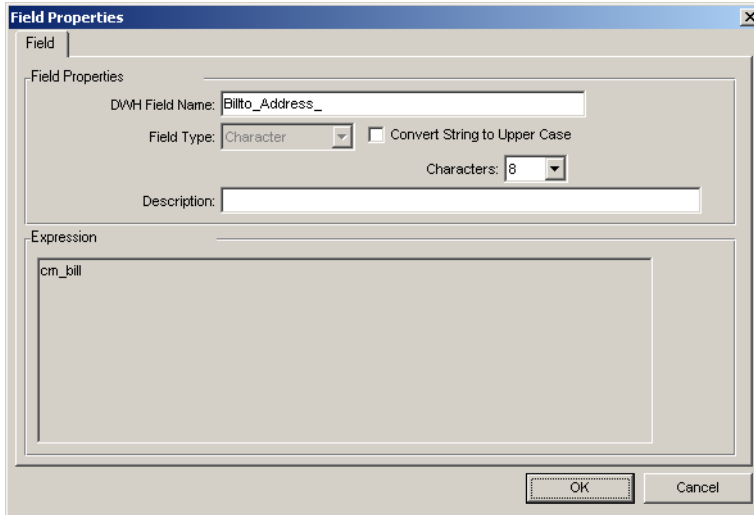 Field Properties
Field
Field Properties
DWH Field Name: Billto_Address_
Field Type: Character Convert String to Upper Case
Characters: 8
Description:
Expression
cm_bill
OK Cancel